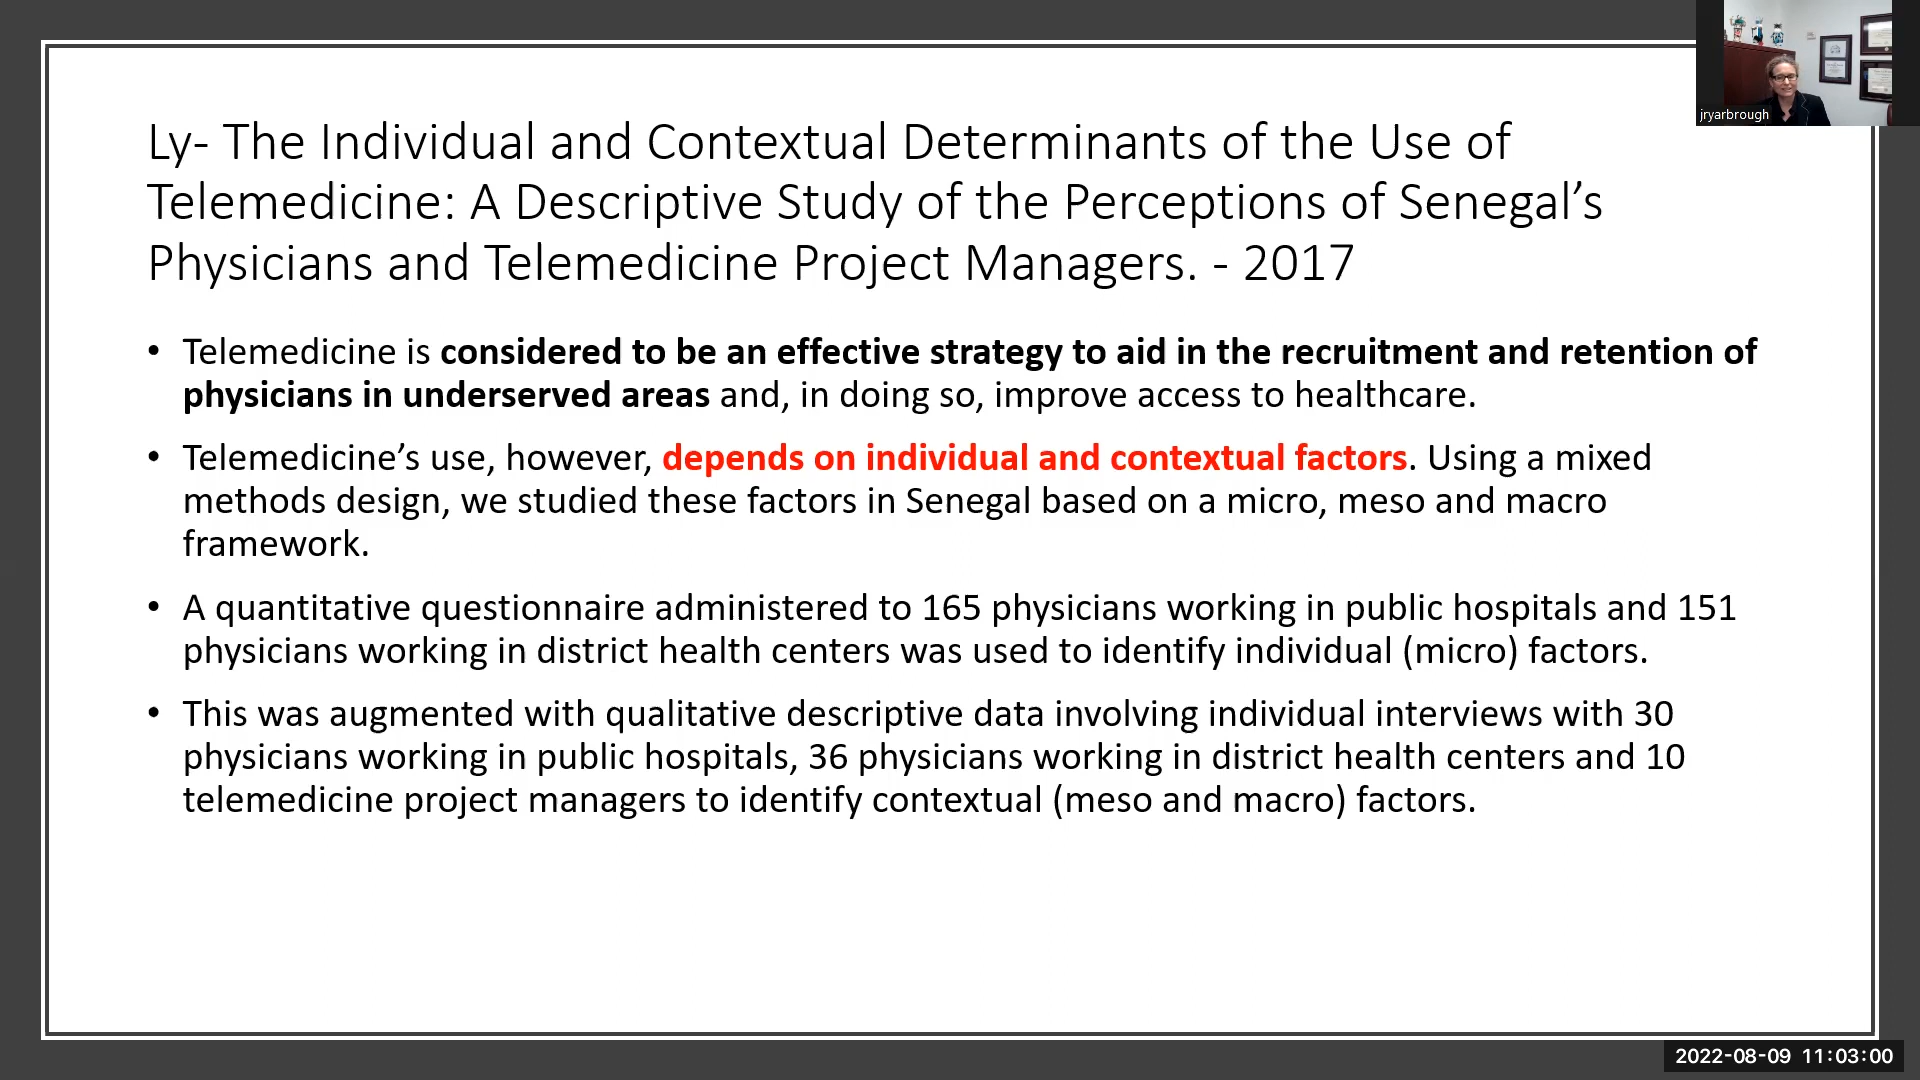 jryarbrough
Ly- The Individual and Contextual Determinants of the Use of
Telemedicine: A Descriptive Study of the Perceptions of Senegal’s
Physicians and Telemedicine Project Managers. - 2017
• Telemedicine is considered to be an effective strategy to aid in the recruitment and retention of
physicians in underserved areas and, in doing so, improve access to healthcare.
• Telemedicine’s use, however, depends on individual and contextual factors. Using a mixed
methods design, we studied these factors in Senegal based on a micro, meso and macro
framework.
• A quantitative questionnaire administered to 165 physicians working in public hospitals and 151
physicians working in district health centers was used to identify individual (micro) factors.
• This was augmented with qualitative descriptive data involving individual interviews with 30
physicians working in public hospitals, 36 physicians working in district health centers and 10
telemedicine project managers to identify contextual (meso and macro) factors.
2022-08-09 11:03:00